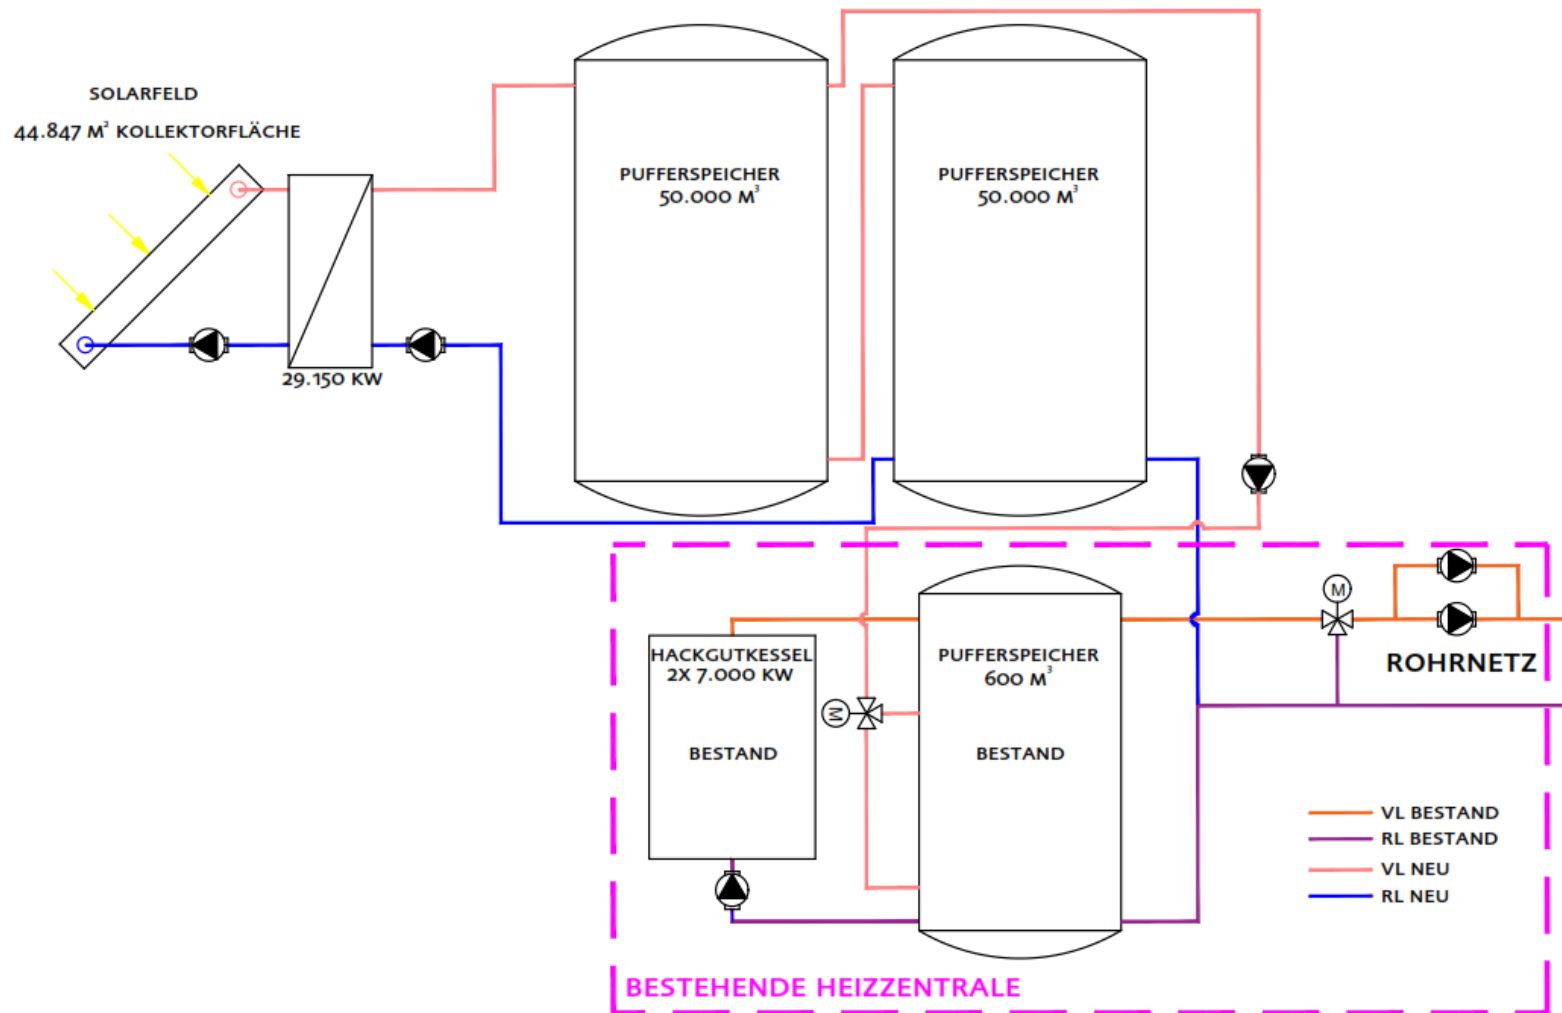 SOLARFELD
44.847 M² KOLLEKTORFLÄCHE
29.150 KW
PUFFERSPEICHER
50.000 M³
PUFFERSPEICHER
50.000 M³
HACKGUTKESSEL
2X 7.000 KW
BESTAND
M
PUFFERSPEICHER
600 M³
BESTAND
M
ROHRNETZ
VL BESTAND
RL BESTAND
VL NEU
RL NEU
BESTEHENDE HEIZZENTRALE